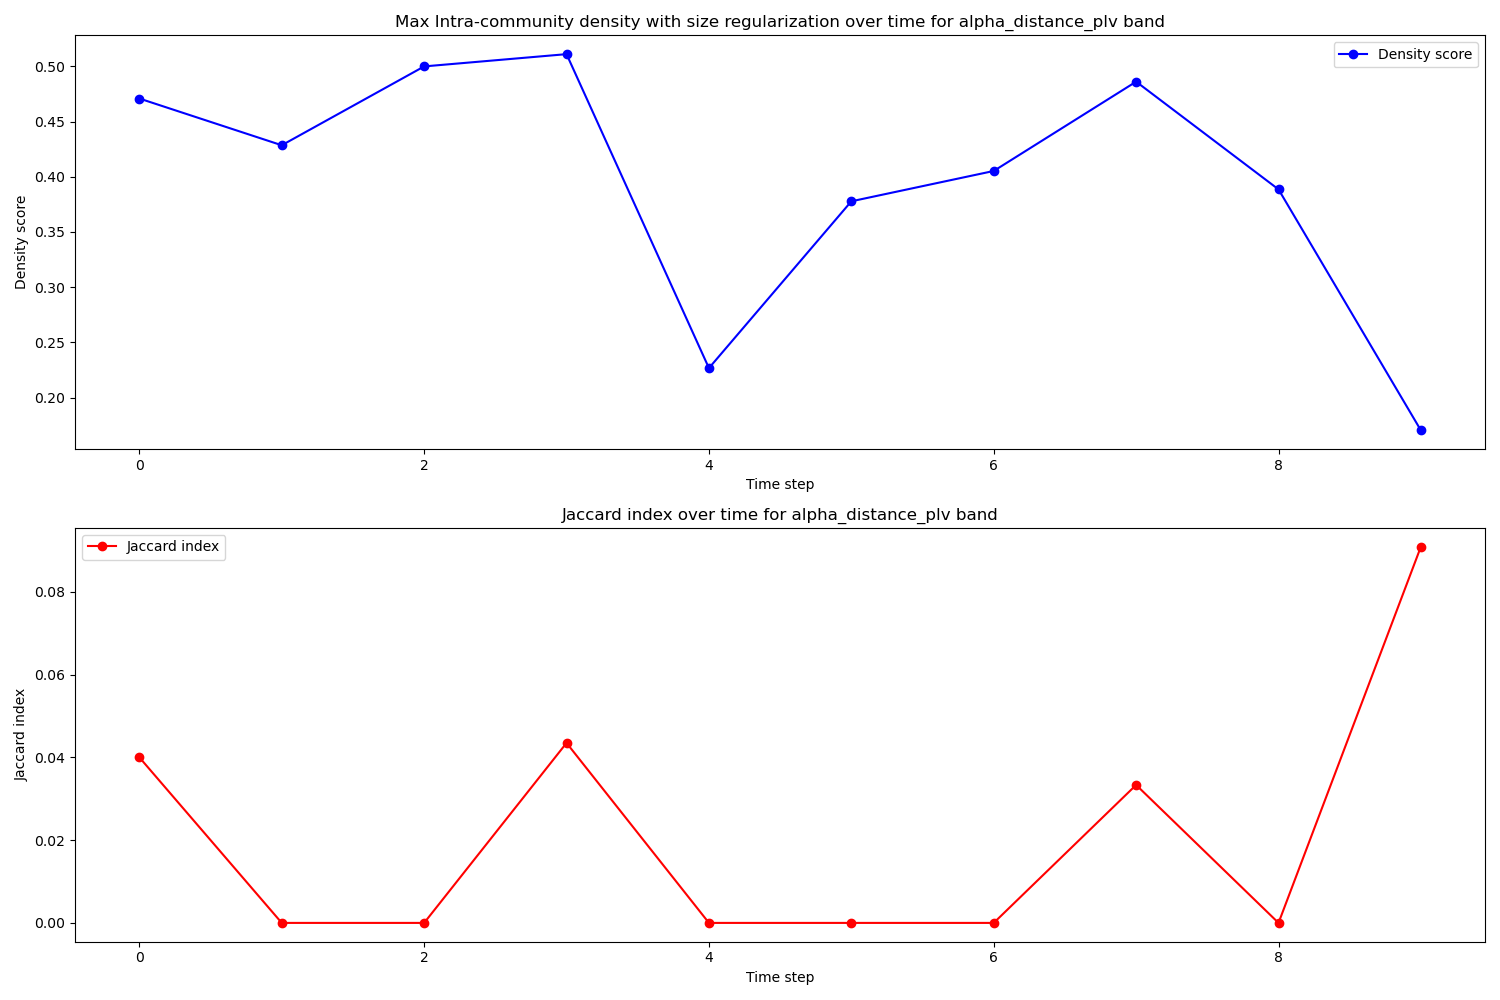 Max Intra-community density with size regularization over time for alpha_distance_plv band
Density score
0.50
0.45
0.40
0.35
0.30
0.25
0.20
Density score
0 2 4 6 8
Time step
Jaccard index over time for alpha_distance_plv band
Jaccard index
0.08
0.06
0.04
0.02
0.00
Jaccard index
0 2 4 6 8
Time step